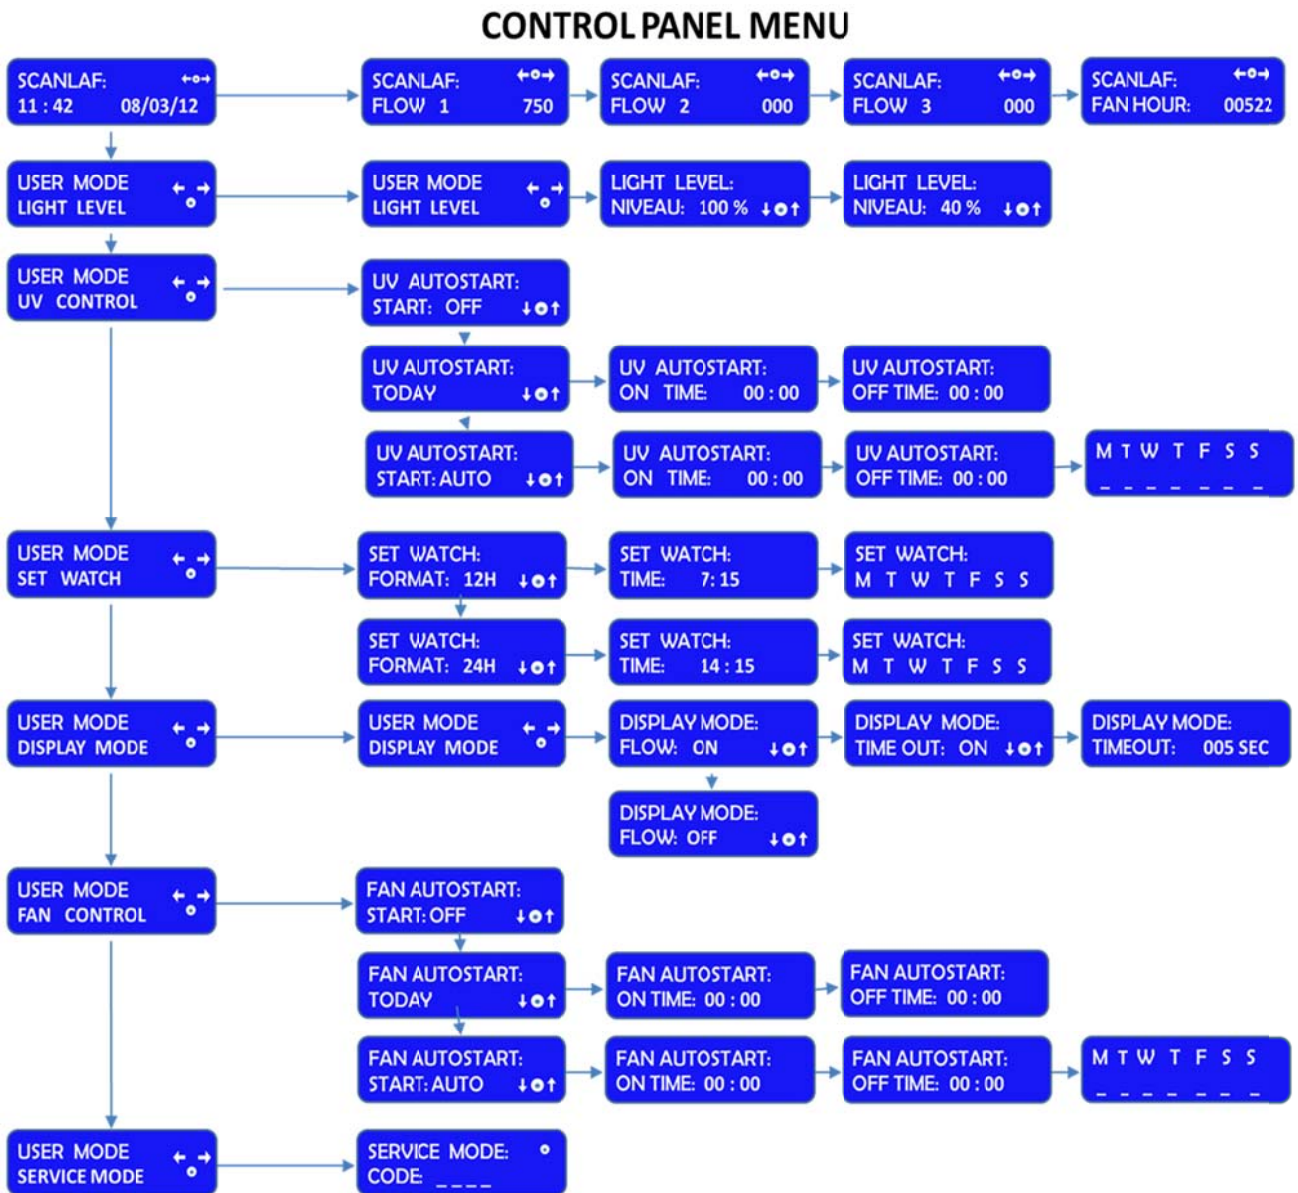 CONTROL PANEL MENU
SCANLAF: ←o→
11 : 42 08/03/12
SCANLAF: ←o→
FLOW 1 750
SCANLAF: ←o→
FLOW 2 000
SCANLAF: ←o→
FLOW 3 000
SCANLAF: ←o→
FAN HOUR: 00522
USER MODE
LIGHT LEVEL
USER MODE
LIGHT LEVEL
LIGHT LEVEL:
NIVEAU: 100 %
LIGHT LEVEL:
NIVEAU: 40 %
USER MODE
UV CONTROL
UV AUTOSTART:
START: OFF
UV AUTOSTART:
TODAY
UV AUTOSTART:
ON TIME: 00 : 00
UV AUTOSTART:
OFF TIME: 00 : 00
UV AUTOSTART:
START: AUTO
UV AUTOSTART:
ON TIME: 00 : 00
UV AUTOSTART:
OFF TIME: 00 : 00
M T W T F S S
_ _ _ _ _ _ _
USER MODE
SET WATCH
SET WATCH:
FORMAT: 12H
SET WATCH:
TIME: 7: 15
SET WATCH:
M T W T F S S
SET WATCH:
FORMAT: 24H
SET WATCH:
TIME: 14 : 15
SET WATCH:
M T W T F S S
USER MODE
DISPLAY MODE
USER MODE
DISPLAY MODE
DISPLAY MODE:
FLOW: ON
DISPLAY MODE:
TIME OUT: ON
DISPLAY MODE:
TIMEOUT: 005 SEC
DISPLAY MODE:
FLOW: OFF
USER MODE
FAN CONTROL
FAN AUTOSTART:
START: OFF
FAN AUTOSTART:
TODAY
FAN AUTOSTART:
ON TIME: 00 : 00
FAN AUTOSTART:
OFF TIME: 00 : 00
FAN AUTOSTART:
START: AUTO
FAN AUTOSTART:
ON TIME: 00 : 00
FAN AUTOSTART:
OFF TIME: 00 : 00
M T W T F S S
_ _ _ _ _ _ _
USER MODE
SERVICE MODE
SERVICE MODE:
CODE: _ _ _ _